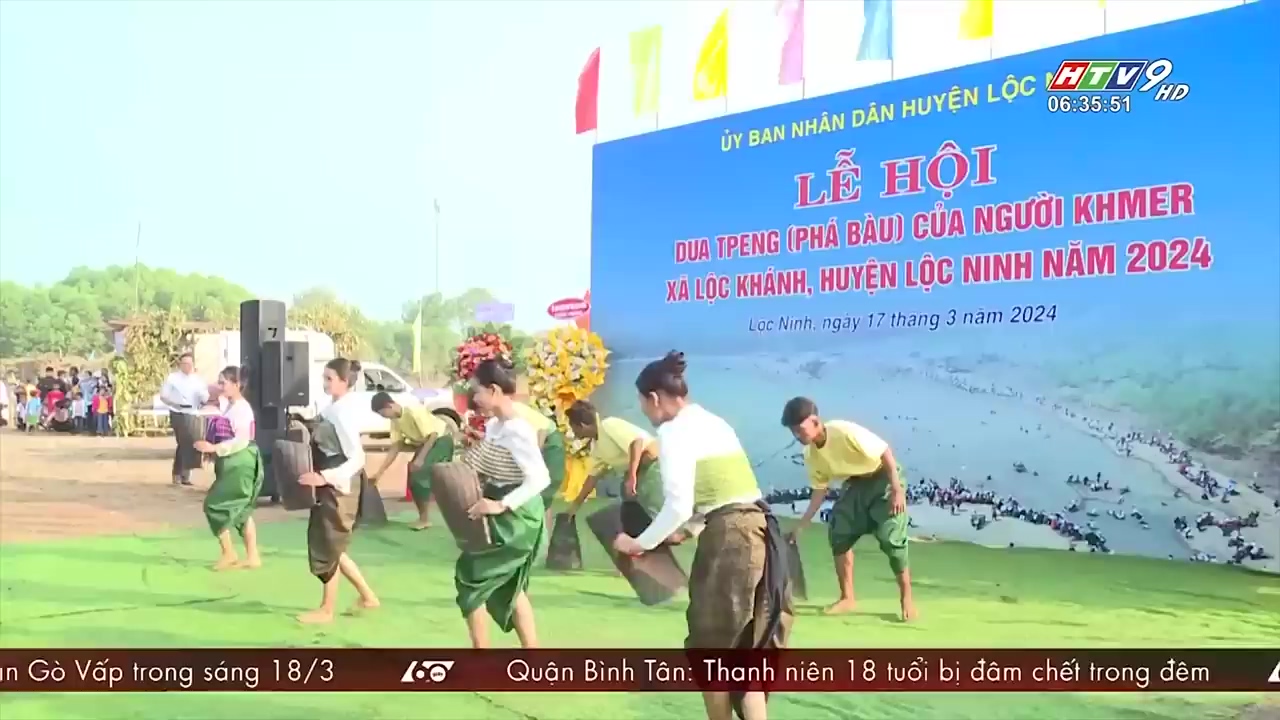 HTV9 HD
06:35:51
ỦY BAN NHÂN DÂN HUYỆN LỘC
LỄ HỘI
DUA TPENG (PHÁ BÀU) CỦA NGƯỜI KHMER
XÃ LỘC KHÁNH, HUYỆN LỘC NINH NĂM 2024
Lộc Ninh, ngày 17 tháng 3 năm 2024
Gò Vấp trong sáng 18/3 60 Quận Bình Tân: Thanh niên 18 tuổi bị đâm chết trong đêm